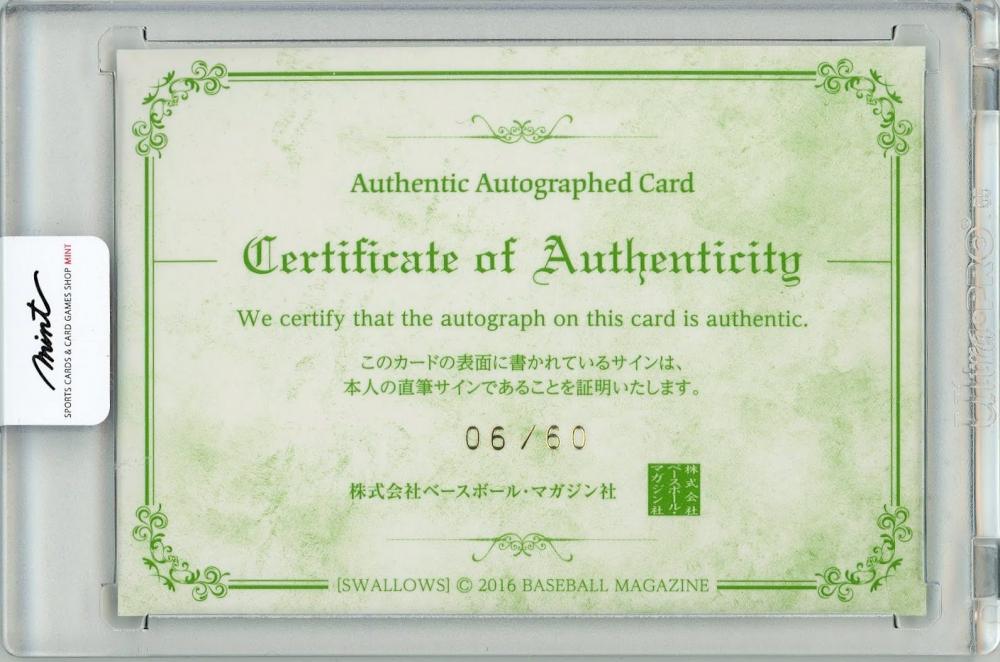 Authentic Autographed Card
Certificate of Authenticity
We certify that the autograph on this card is authentic.
このカードの表面に書かれているサインは、
本人の直筆サインであることを証明いたします。
06/60
株式会社ベースボール・マガジン社
株式会社
ベースボール・
マガジン社
[SWALLOWS] © 2016 BASEBALL MAGAZINE
mint
SPORTS CARDS & CARD GAMES SHOP MINT
UltraPRO